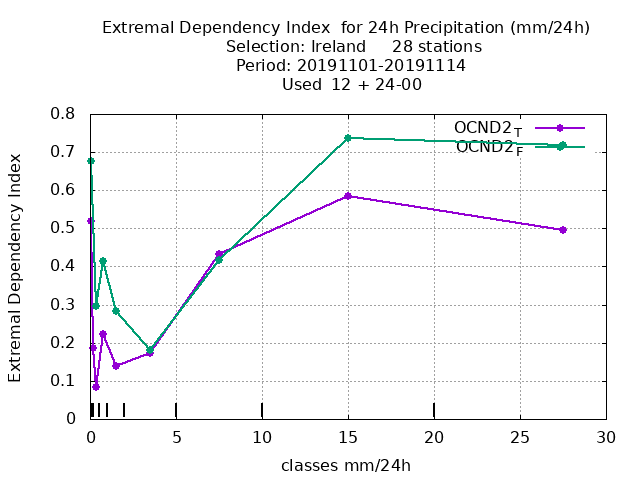 Extremal Dependency Index  for 24h Precipitation (mm/24h)
Selection: Ireland     28 stations
Period: 20191101-20191114
Used  12 + 24-00
OCND2T
OCND2F
Extremal Dependency Index
0.8
0.7
0.6
0.5
0.4
0.3
0.2
0.1
0
0 5 10 15 20 25 30
classes mm/24h